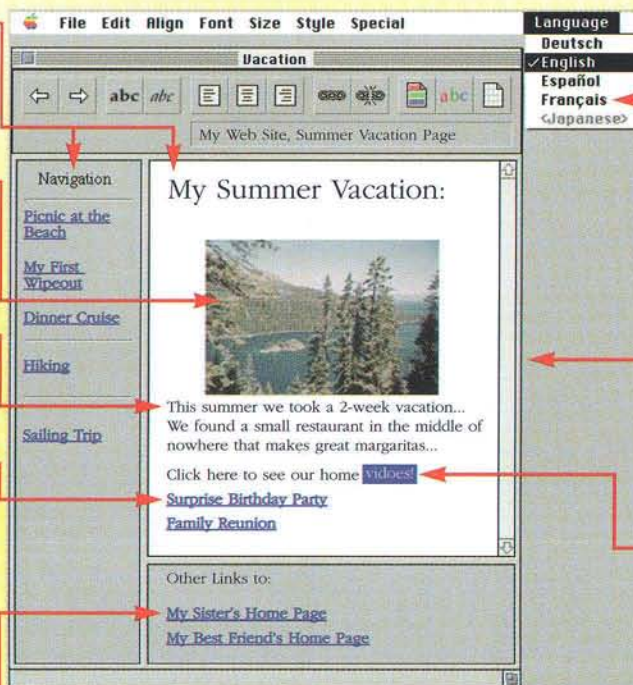 File Edit Align Font Size Style Special
Language
Deutsch
✓English
Español
Français
<Japanese>
Vacation
abc abc abc
My Web Site, Summer Vacation Page
Navigation
Picnic at the
Beach
My First
Wipeout
Dinner Cruise
Hiking
Sailing Trip
My Summer Vacation:
This summer we took a 2-week vacation...
We found a small restaurant in the middle of
nowhere that makes great margaritas...
Click here to see our home vidoes!
Surprise Birthday Party
Family Reunion
Other Links to:
My Sister's Home Page
My Best Friend's Home Page